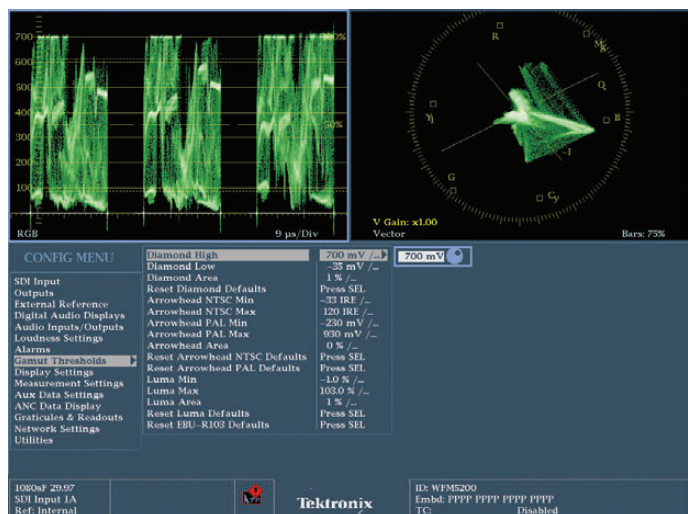 700
600
500
400
300
200
100
100%
50%
RGB
9 µs/Div
R
Mg
Q
B
Yl
-I
G
Cy
V Gain: x1.00
Vector
Bars: 75%
CONFIG MENU
SDI Input
Outputs
External Reference
Digital Audio Displays
Audio Inputs/Outputs
Loudness Settings
Alarms
Gamut Thresholds
Display Settings
Measurement Settings
Aux Data Settings
ANC Data Display
Graticules & Readouts
Network Settings
Utilities
Diamond High 700 mV /...
Diamond Low -35 mV /...
Diamond Area 1 % /...
Reset Diamond Defaults Press SEL
Arrowhead NTSC Min -33 IRE /...
Arrowhead NTSC Max 120 IRE /...
Arrowhead PAL Min -230 mV /...
Arrowhead PAL Max 930 mV /...
Arrowhead Area 0 % /...
Reset Arrowhead NTSC Defaults Press SEL
Reset Arrowhead PAL Defaults Press SEL
Luma Min -1.0 % /...
Luma Max 103.0 % /...
Luma Area 1 % /...
Reset Luma Defaults Press SEL
Reset EBU-R103 Defaults Press SEL
700 mV
1080sF 29.97
SDI Input 1A
Ref: Internal
Tektronix
ID: WFM5200
Embd: PPPP PPPP PPPP PPPP
TC: Disabled